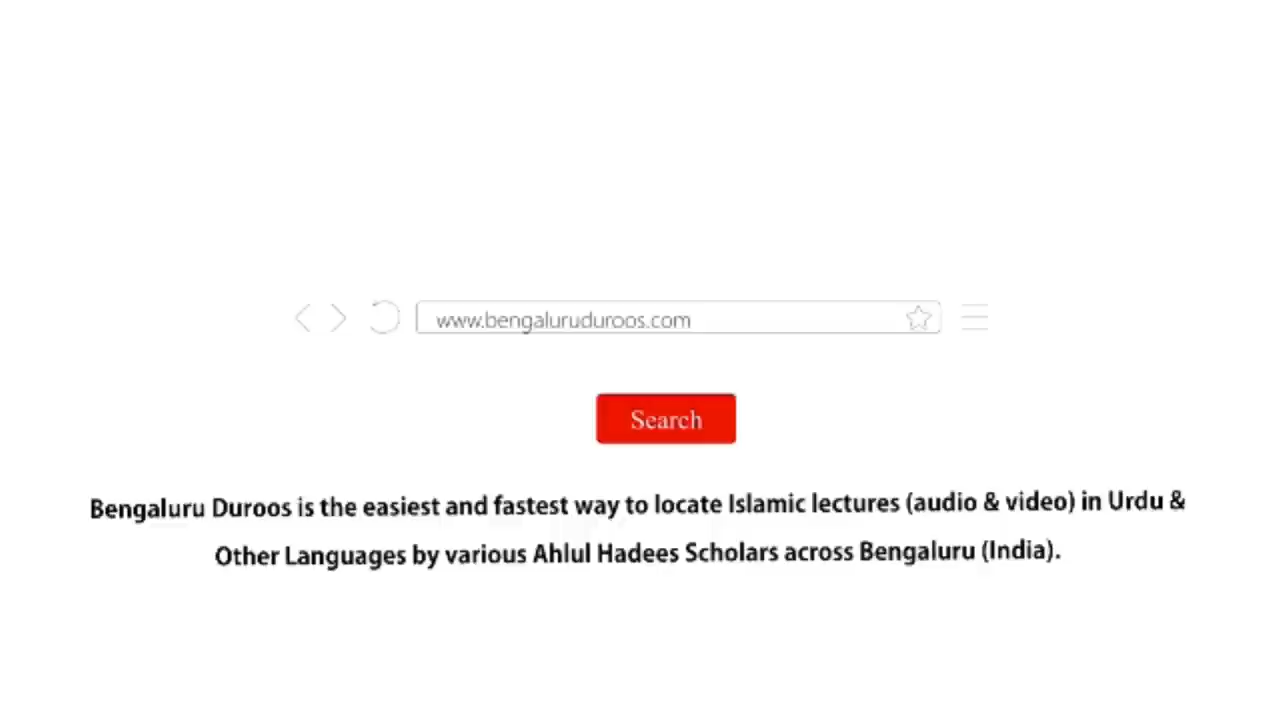 www.bengaluruduroos.com
Search
Bengaluru Duroos is the easiest and fastest way to locate Islamic lectures (audio & video) in Urdu &
Other Languages by various Ahlul Hadees Scholars across Bengaluru (India).